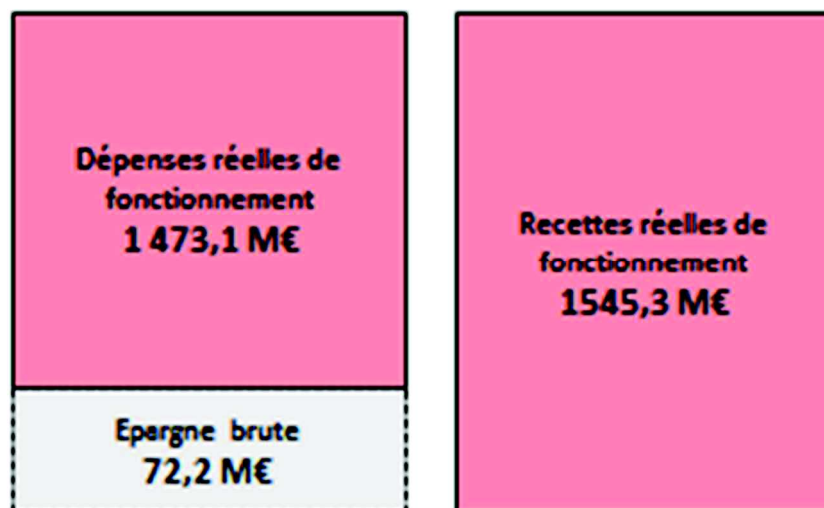 Dépenses réelles de
fonctionnement
1 473,1 M€
Epargne brute
72,2 M€
Recettes réelles de
fonctionnement
1545,3 M€